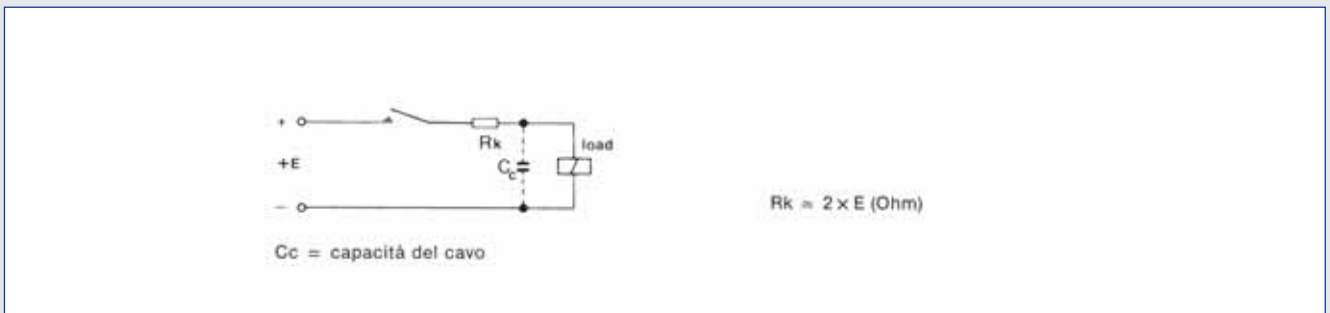 +
Rk
load
+E
Cc
−
Rk ≈ 2 x E (Ohm)
Cc = capacità del cavo